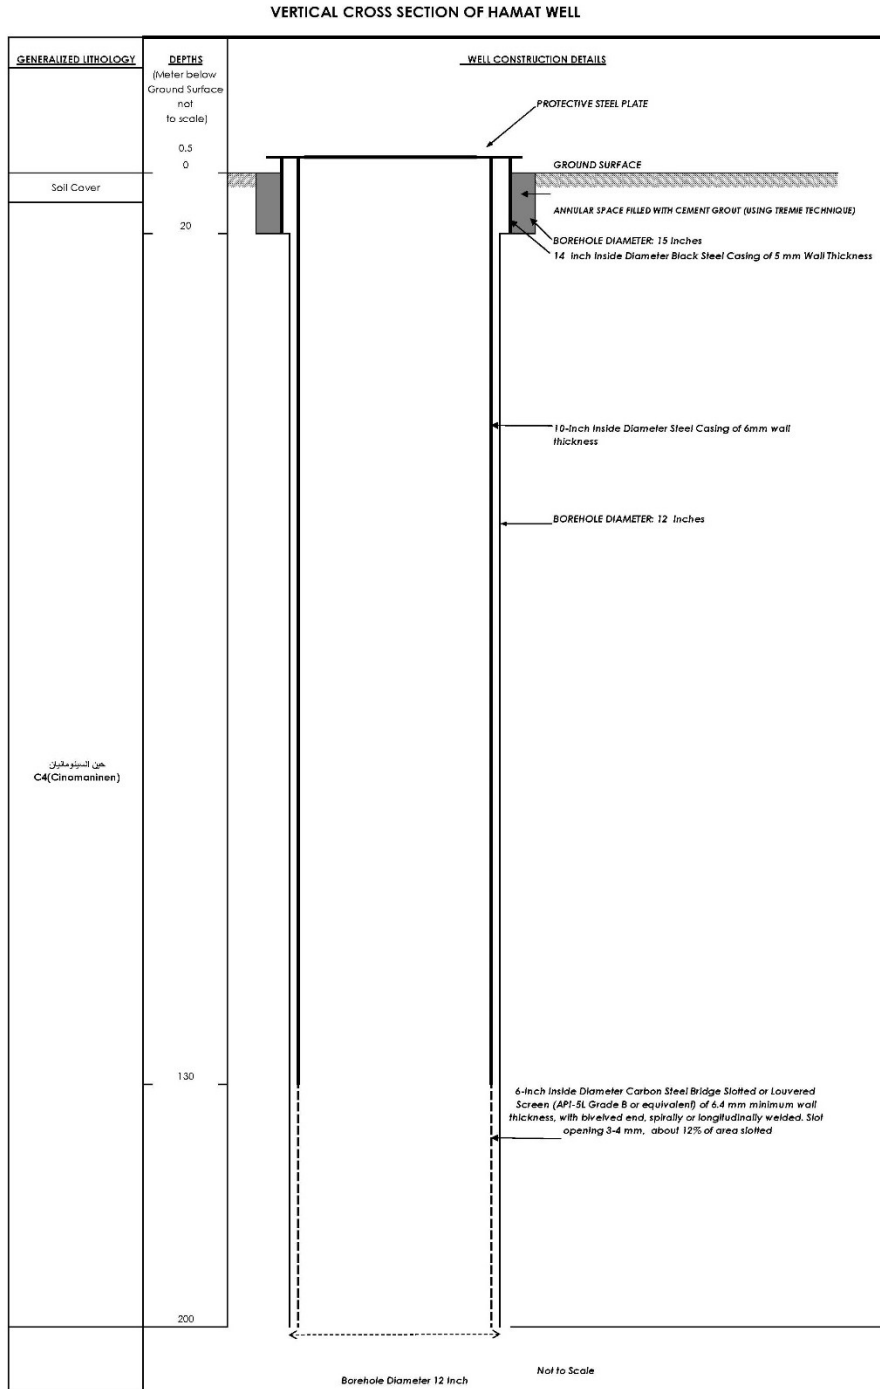 VERTICAL CROSS SECTION OF HAMAT WELL
GENERALIZED LITHOLOGY
DEPTHS
(Meter below
Ground Surface
not
to scale)
WELL CONSTRUCTION DETAILS
PROTECTIVE STEEL PLATE
0.5
0
GROUND SURFACE
Soil Cover
ANNULAR SPACE FILLED WITH CEMENT GROUT (USING TREMIE TECHNIQUE)
20
BOREHOLE DIAMETER: 15 Inches
14 Inch Inside Diameter Black Steel Casing of 5 mm Wall Thickness
10-Inch Inside Diameter Steel Casing of 6mm wall
thickness
BOREHOLE DIAMETER: 12 Inches
حين السينومانيان
C4(Cinomaninen)
130
6-Inch Inside Diameter Carbon Steel Bridge Slotted or Louvered
Screen (API-5L Grade B or equivalent) of 6.4 mm minimum wall
thickness, with bivelved end, spirally or longitudinally welded. Slot
opening 3-4 mm, about 12% of area slotted
200
Not to Scale
Borehole Diameter 12 Inch